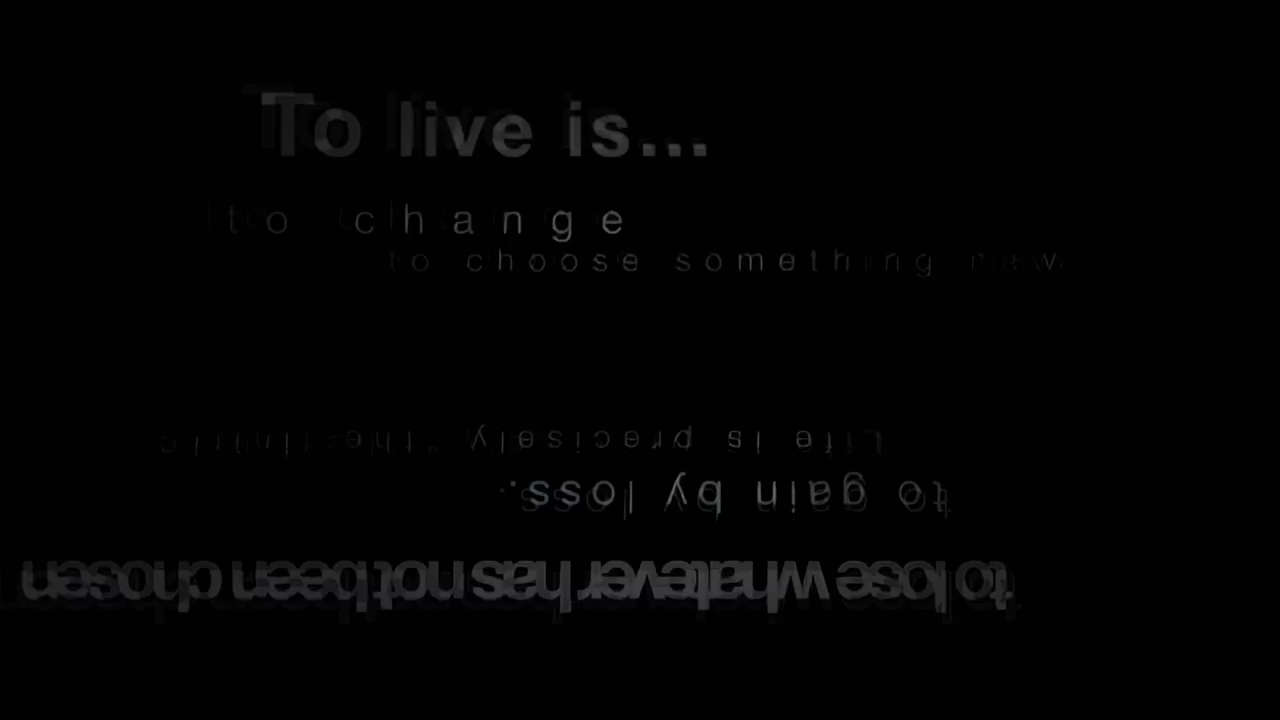 To live is...
to change
to choose something new
Life is precisely "the
to gain by loss.
to lose whatever has not been chosen